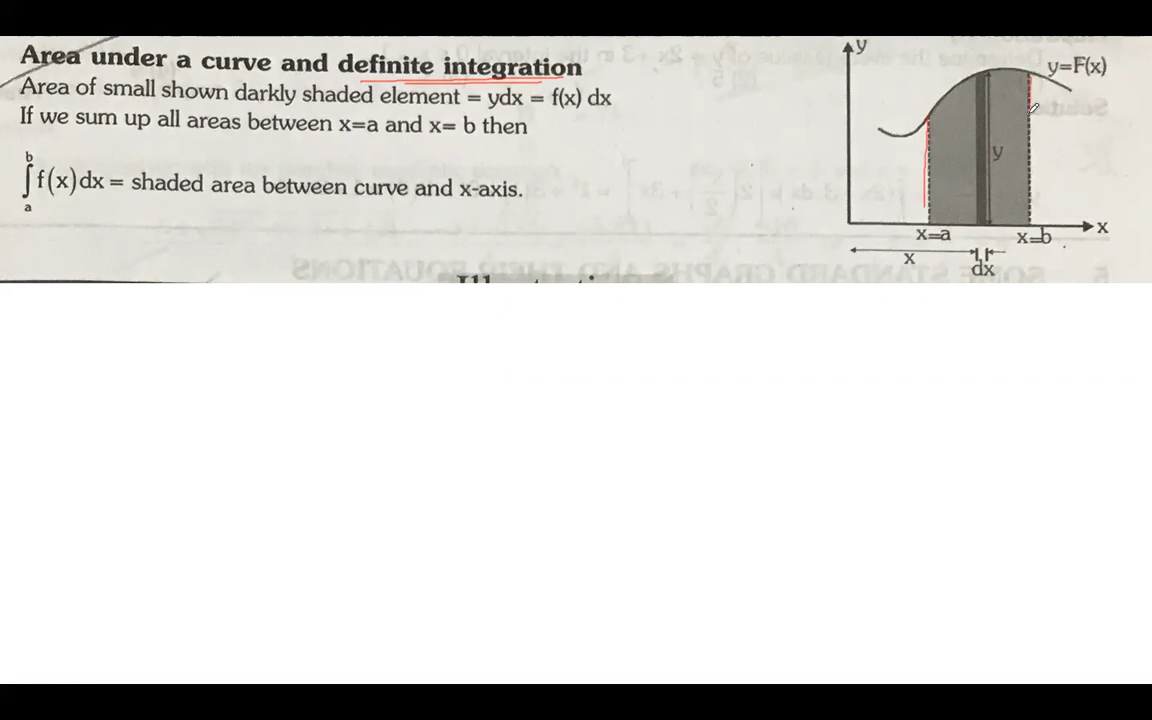 Area under a curve and definite integration
Area of small shown darkly shaded element = ydx = f(x) dx
If we sum up all areas between x=a and x= b then
b
∫f(x)dx = shaded area between curve and x-axis.
a
y
y=F(x)
y
x
x=a
x=b
x
dx